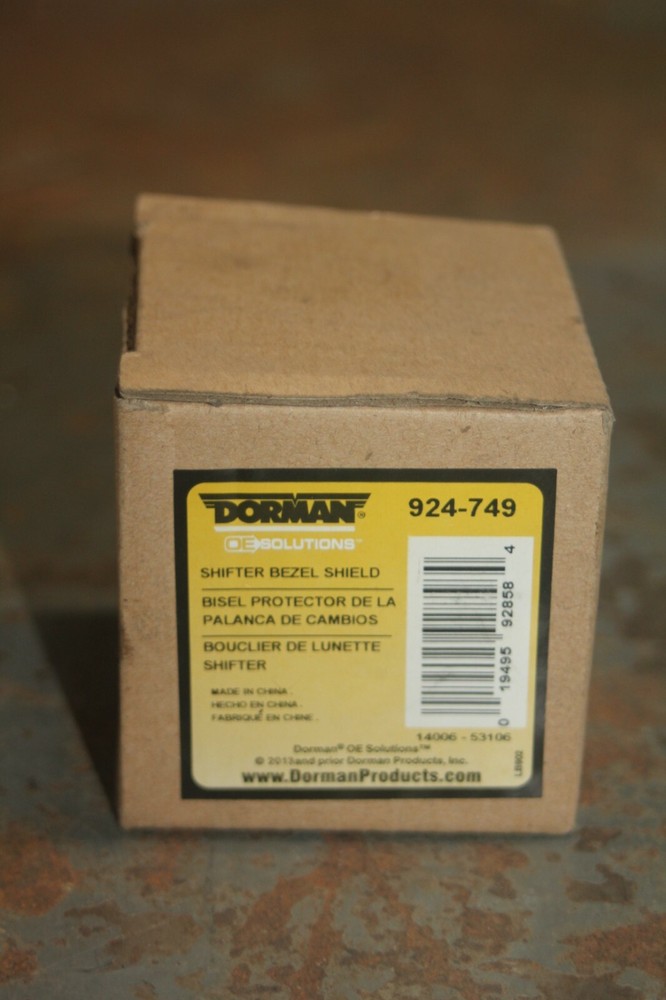 DORMAN®
OE SOLUTIONS™
924-749
SHIFTER BEZEL SHIELD
BISEL PROTECTOR DE LA
PALANCA DE CAMBIOS
BOUCLIER DE LUNETTE
SHIFTER
MADE IN CHINA.
HECHO EN CHINA.
FABRIQUÉ EN CHINE.
0 19495 92858 4
14006 - 53106
Dorman® OE Solutions™
© 2013and prior Dorman Products, Inc.
www.DormanProducts.com